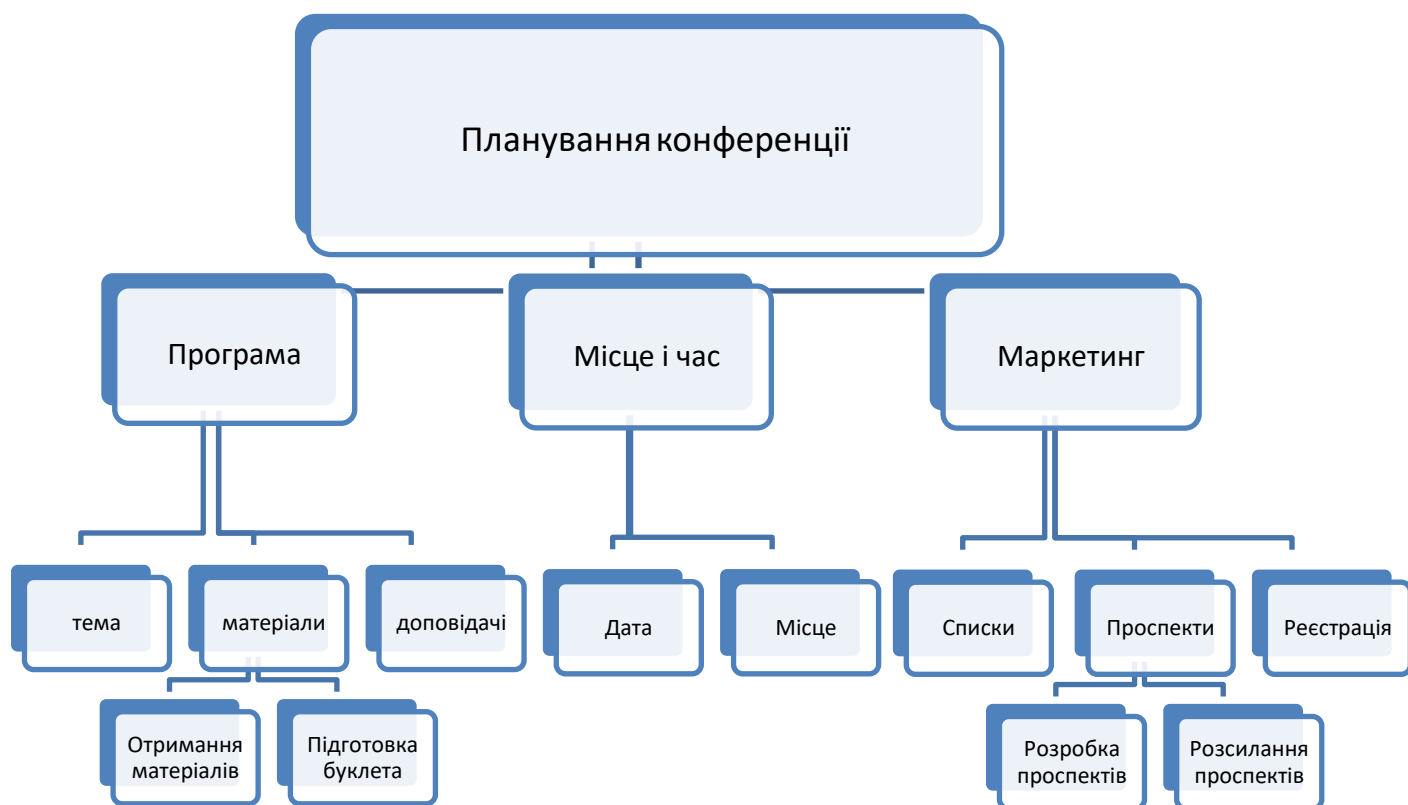 Планування конференції
Програма
Місце і час
Маркетинг
тема
матеріали
доповідачі
Дата
Місце
Списки
Проспекти
Реєстрація
Отримання
матеріалів
Підготовка
буклета
Розробка
проспектів
Розсилання
проспектів